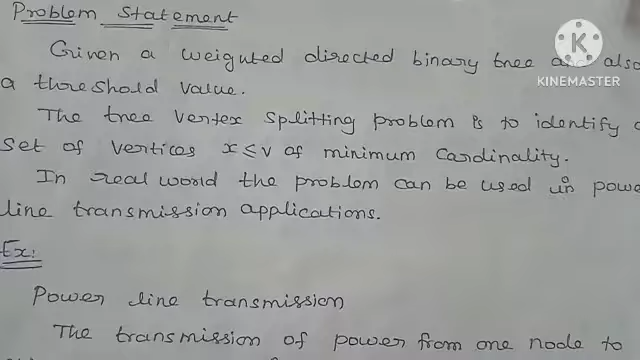 Problem Statement
Given a weighted directed binary tree also
a threshold value.
The tree vertex splitting problem is to identify a
set of vertices x ≤ v of minimum cardinality.
In real world the problem can be used in powe
line transmission applications.
Ex:
Power line transmission
The transmission of power from one node to
KINEMASTER